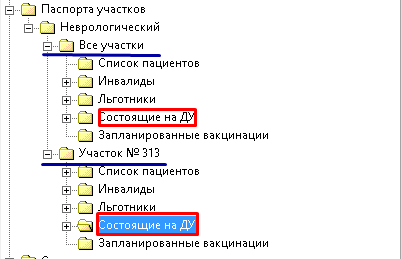 Паспорта участков
Неврологический
Все участки
Список пациентов
Инвалиды
Льготники
Состоящие на ДУ
Запланированные вакцинации
Участок № 313
Список пациентов
Инвалиды
Льготники
Состоящие на ДУ
Запланированные вакцинации